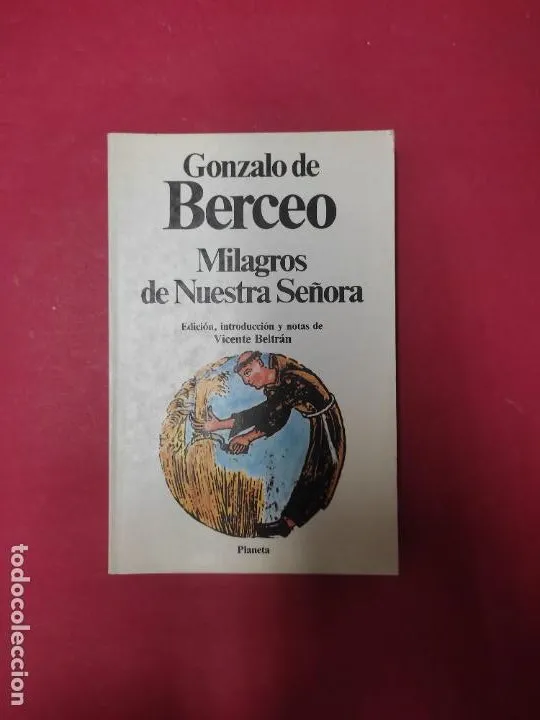 Gonzalo de
Berceo
Milagros
de Nuestra Señora
Edición, introducción y notas de
Vicente Beltrán
Planeta
todocoleccion